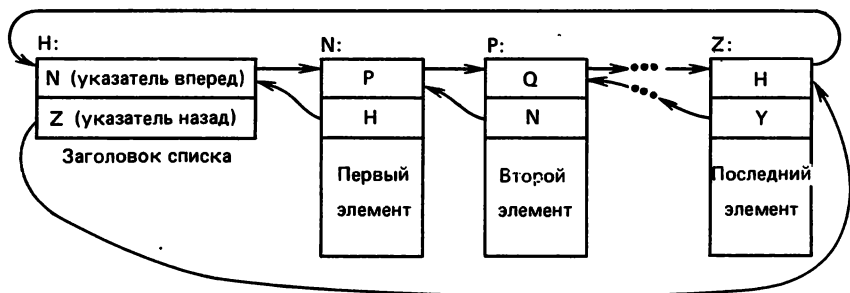 H:
N (указатель вперед)
Z (указатель назад)
Заголовок списка
N:
P
H
Первый
элемент
P:
Q
N
Второй
элемент
Z:
H
Y
Последний
элемент